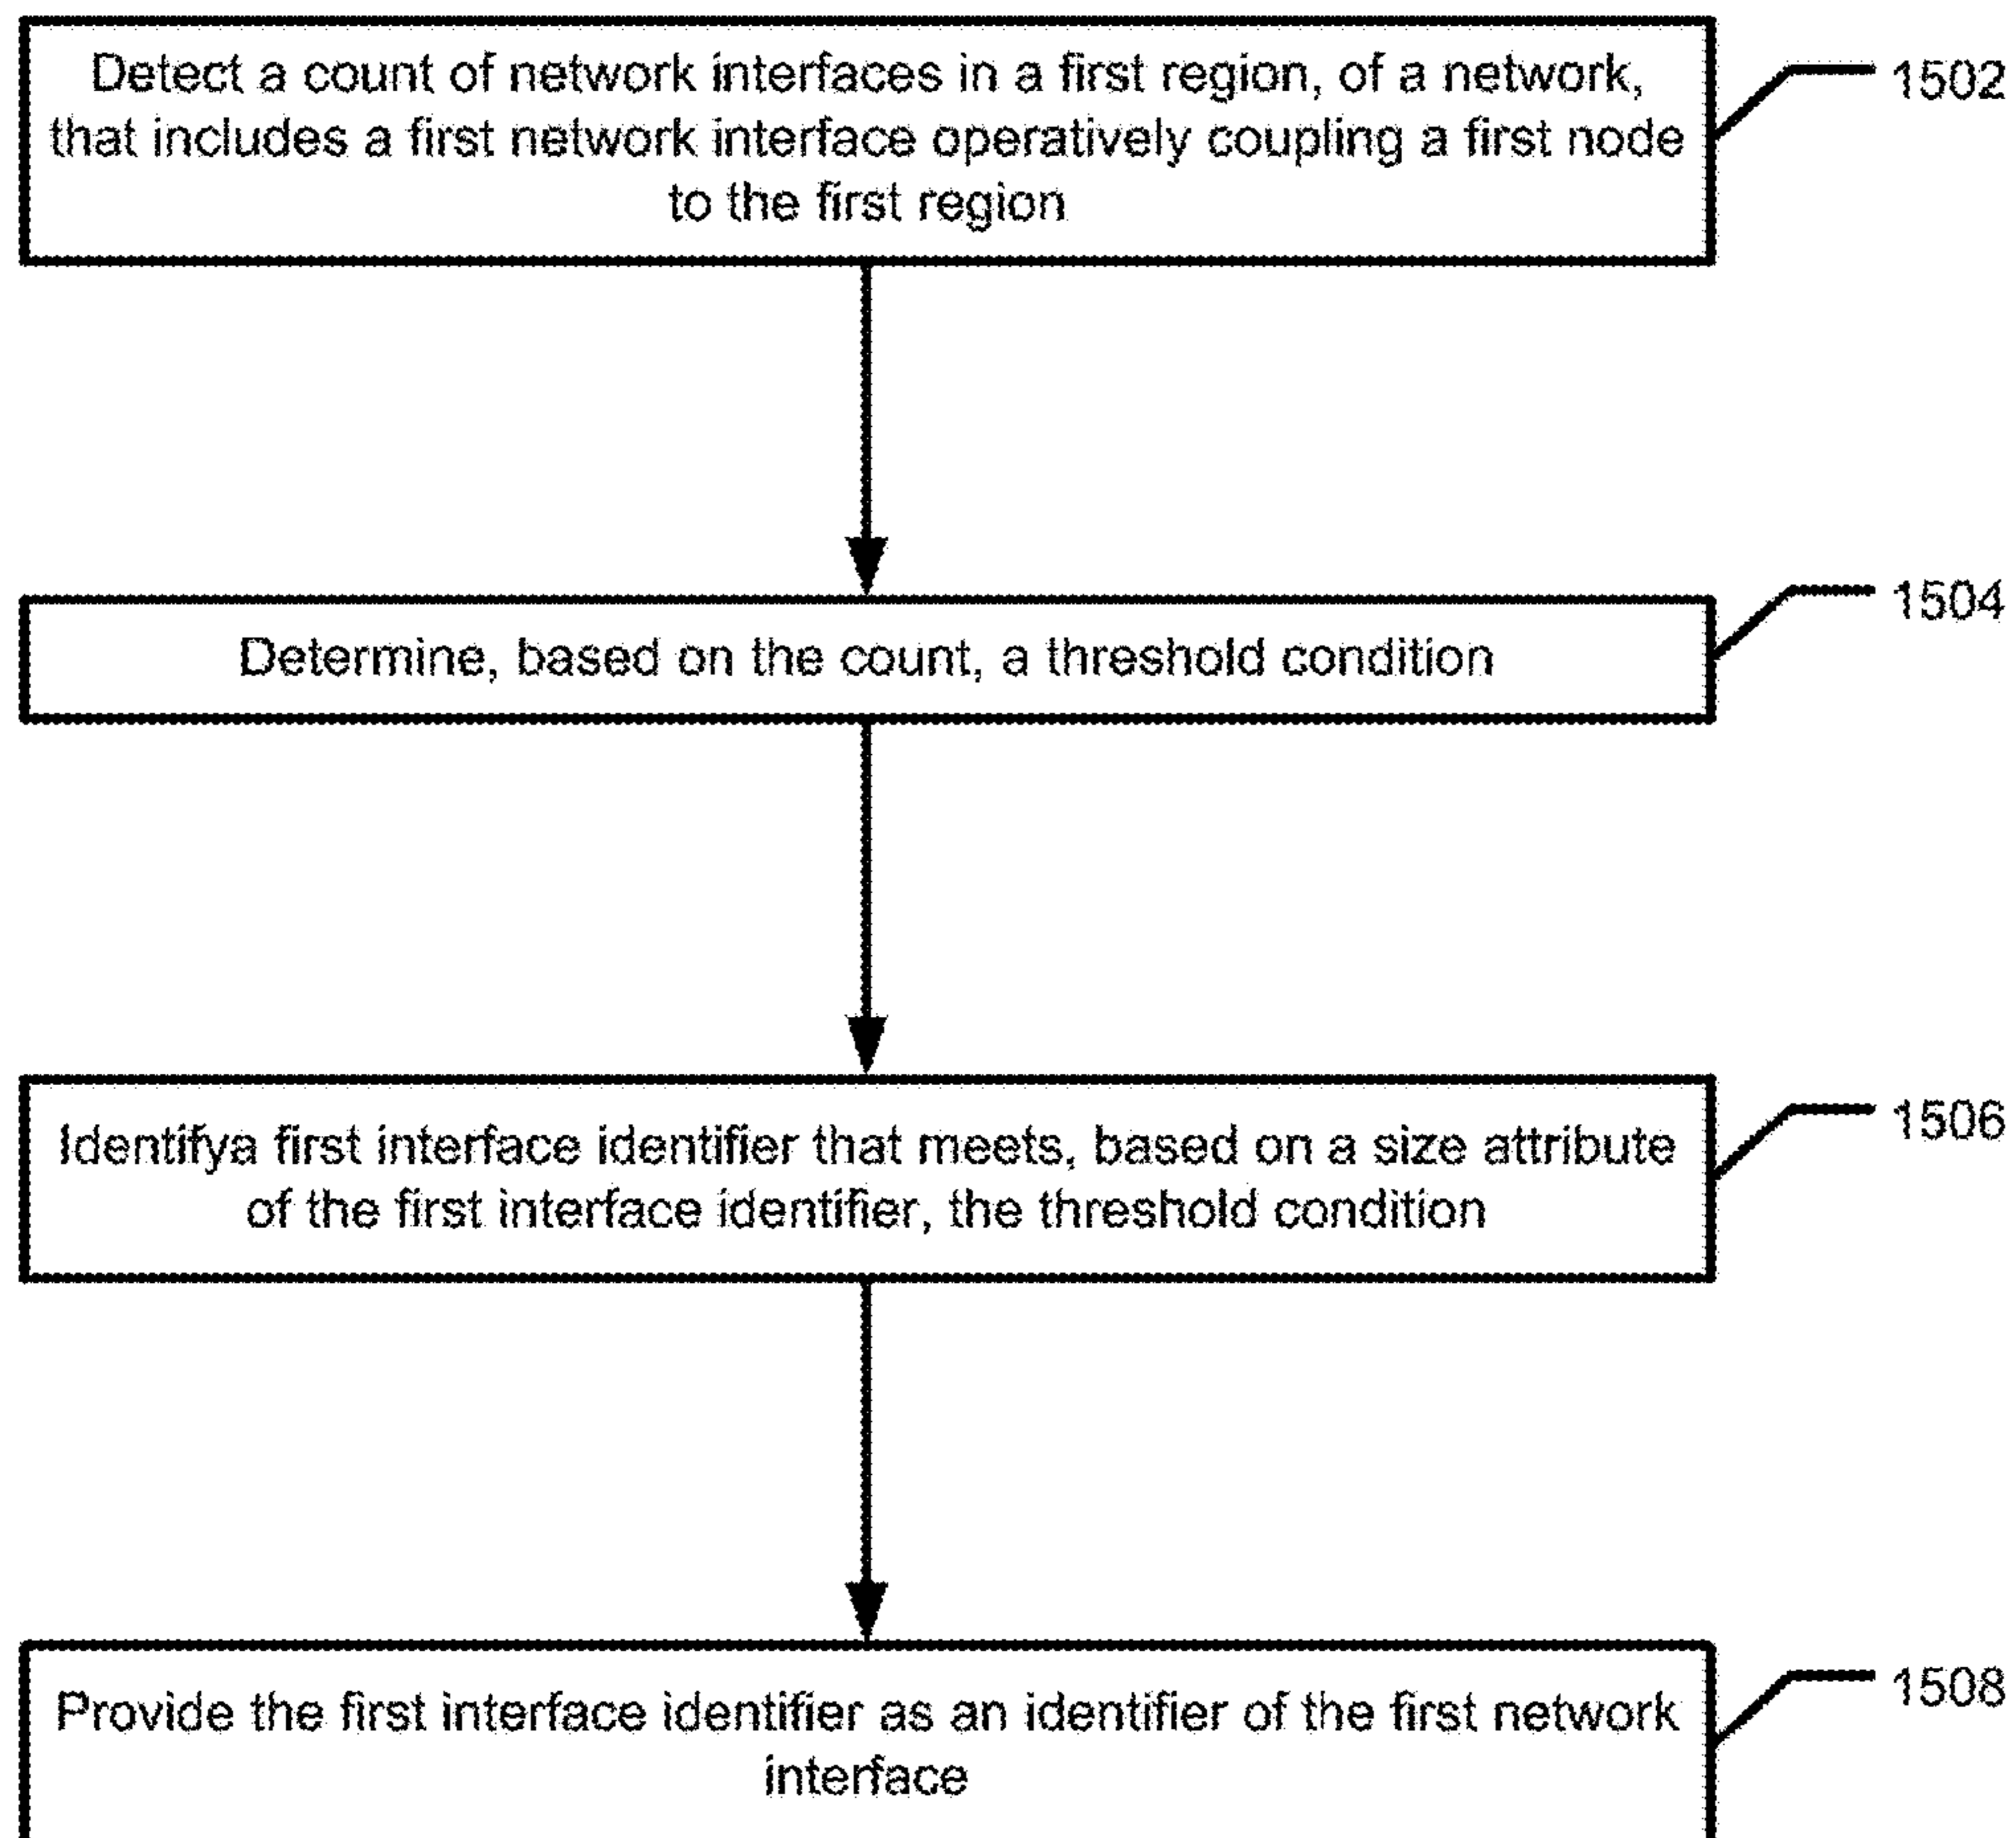 Detect a count of network interfaces in a first region, of a network,
that includes a first network interface operatively coupling a first node
to the first region
1502
Determine, based on the count, a threshold condition
1504
Identifya first interface identifier that meets, based on a size attribute
of the first interface identifier, the threshold condition
1506
Provide the first interface identifier as an identifier of the first network
interface
1508